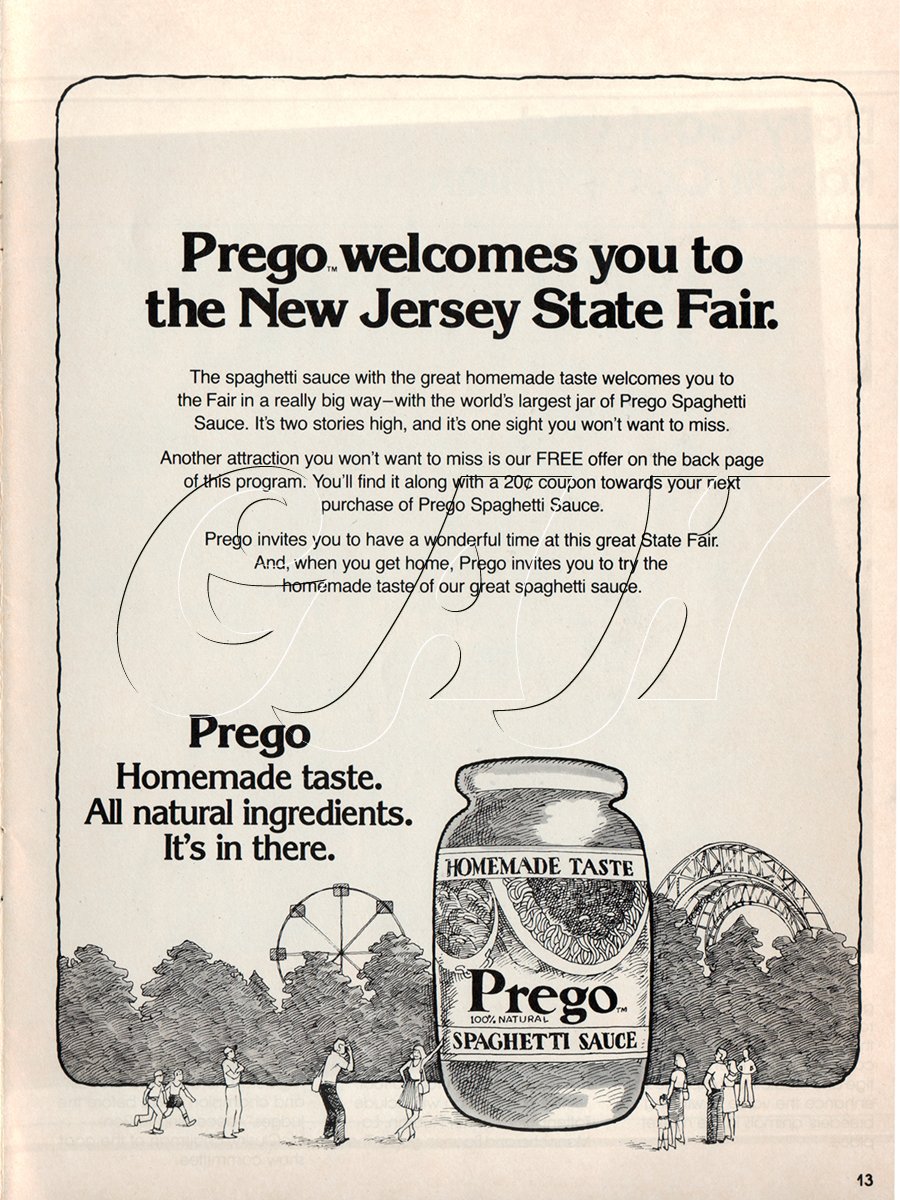 Prego™ welcomes you to
the New Jersey State Fair.
The spaghetti sauce with the great homemade taste welcomes you to
the Fair in a really big way—with the world's largest jar of Prego Spaghetti
Sauce. It's two stories high, and it's one sight you won't want to miss.
Another attraction you won't want to miss is our FREE offer on the back page
of this program. You'll find it along with a 20¢ coupon towards your next
purchase of Prego Spaghetti Sauce.
Prego invites you to have a wonderful time at this great State Fair.
And, when you get home, Prego invites you to try the
homemade taste of our great spaghetti sauce.
Prego
Homemade taste.
All natural ingredients.
It's in there.
HOMEMADE TASTE
Prego™
100% NATURAL
SPAGHETTI SAUCE
13